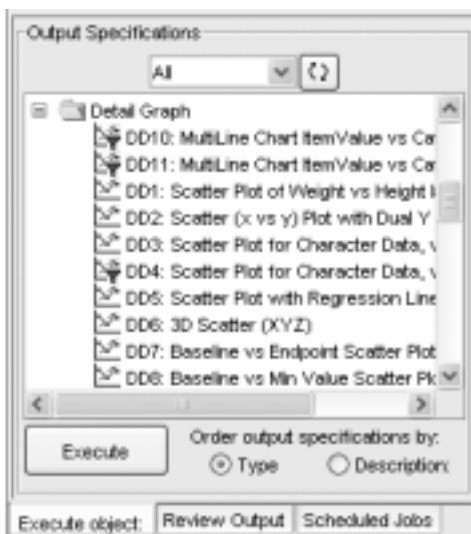 Output Specifications
All
Detail Graph
DD10: MultiLine Chart ItemValue vs Cat
DD11: MultiLine Chart ItemValue vs Cat
DD1: Scatter Plot of Weight vs Height
DD2: Scatter (x vs y) Plot with Dual Y
DD3: Scatter Plot for Character Data, v
DD4: Scatter Plot for Character Data, v
DD5: Scatter Plot with Regression Line
DD6: 3D Scatter (XYZ)
DD7: Baseline vs Endpoint Scatter Plot
DD8: Baseline vs Min Value Scatter Plo
Execute
Order output specifications by:
Type
Description:
Execute object:
Review Output
Scheduled Jobs